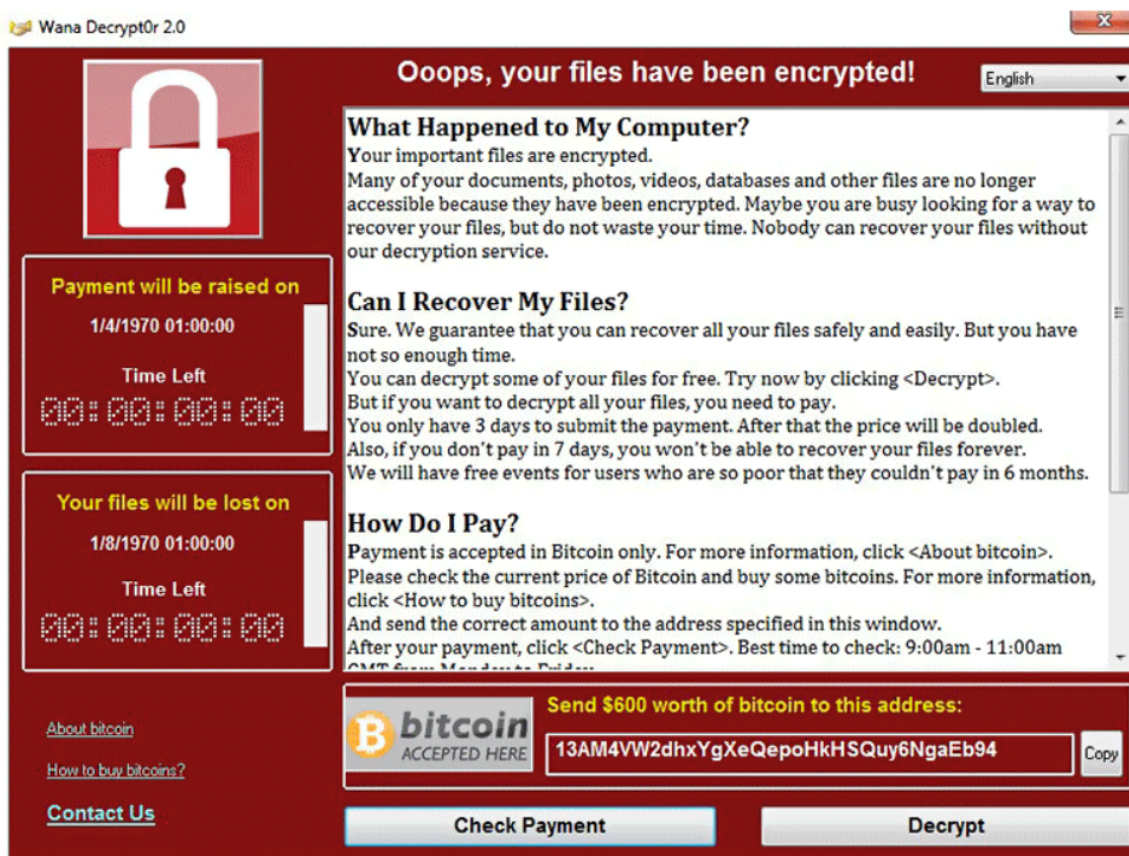 Wana Decrypt0r 2.0
Ooops, your files have been encrypted!
English
What Happened to My Computer?
Your important files are encrypted.
Many of your documents, photos, videos, databases and other files are no longer
accessible because they have been encrypted. Maybe you are busy looking for a way to
recover your files, but do not waste your time. Nobody can recover your files without
our decryption service.
Can I Recover My Files?
Sure. We guarantee that you can recover all your files safely and easily. But you have
not so enough time.
You can decrypt some of your files for free. Try now by clicking <Decrypt>.
But if you want to decrypt all your files, you need to pay.
You only have 3 days to submit the payment. After that the price will be doubled.
Also, if you don't pay in 7 days, you won't be able to recover your files forever.
We will have free events for users who are so poor that they couldn't pay in 6 months.
How Do I Pay?
Payment is accepted in Bitcoin only. For more information, click <About bitcoin>.
Please check the current price of Bitcoin and buy some bitcoins. For more information,
click <How to buy bitcoins>.
And send the correct amount to the address specified in this window.
After your payment, click <Check Payment>. Best time to check: 9:00am - 11:00am
GMT from Monday to Friday
Payment will be raised on
1/4/1970 01:00:00
Time Left
00:00:00:00
Your files will be lost on
1/8/1970 01:00:00
Time Left
00:00:00:00
About bitcoin
How to buy bitcoins?
Contact Us
bitcoin
ACCEPTED HERE
Send $600 worth of bitcoin to this address:
13AM4VW2dhxYgXeQepoHkHSQuy6NgaEb94
Copy
Check Payment
Decrypt